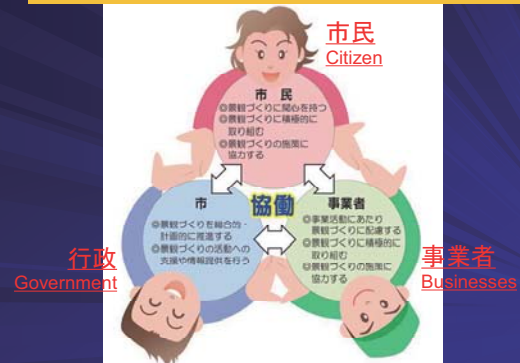 市民
Citizen
市 民
◎景観づくりに関心を持つ
◎景観づくりに積極的に
取り組む
◎景観づくりの施策に
協力する
市
◎景観づくりを総合的・
計画的に推進する
◎景観づくりの活動への
支援や情報提供を行う
協働
事業者
◎事業活動にあたり
景観づくりに配慮する
◎景観づくりに積極的に
取り組む
◎景観づくりの施策に
協力する
行政
Government
事業者
Businesses